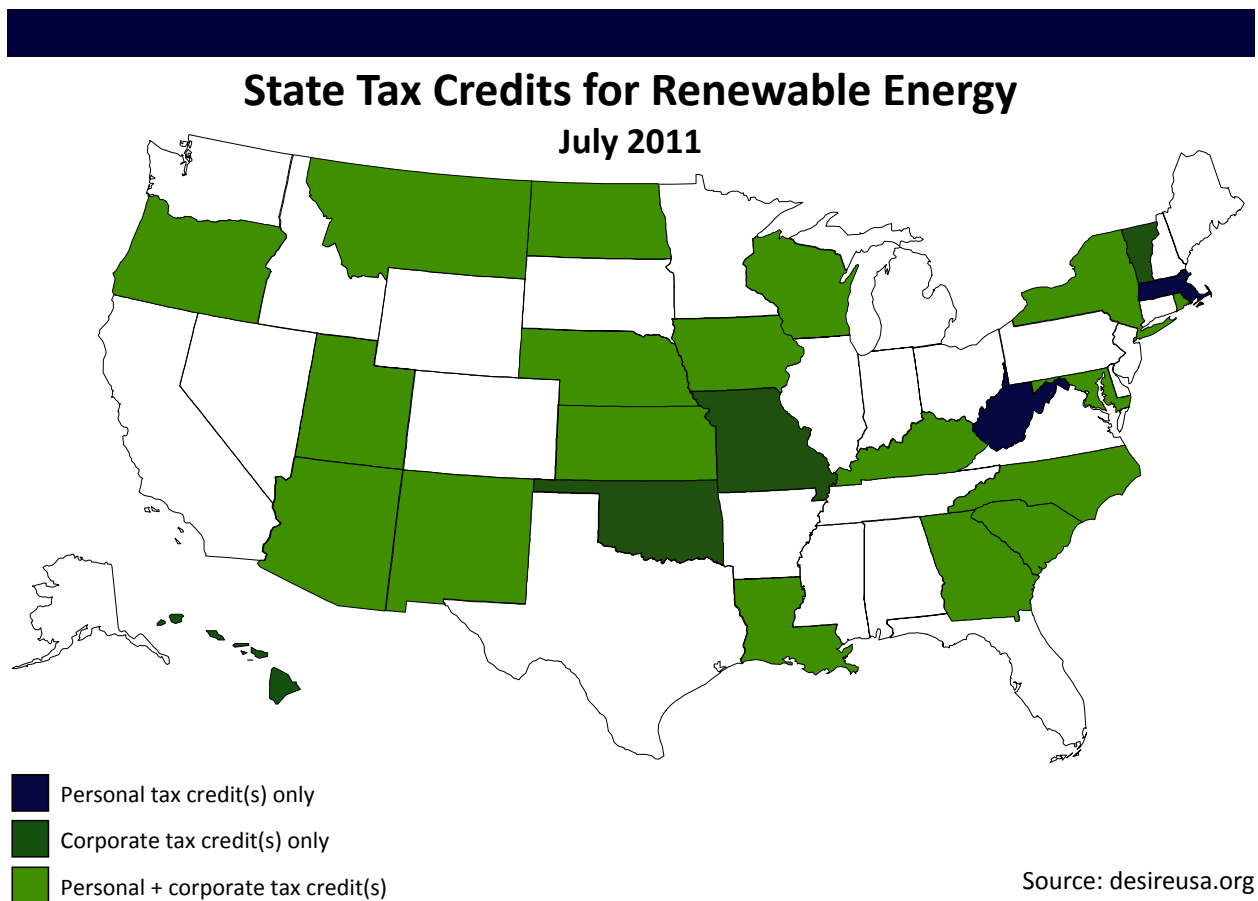 State Tax Credits for Renewable Energy
July 2011
Personal tax credit(s) only
Corporate tax credit(s) only
Personal + corporate tax credit(s)
Source: desireusa.org